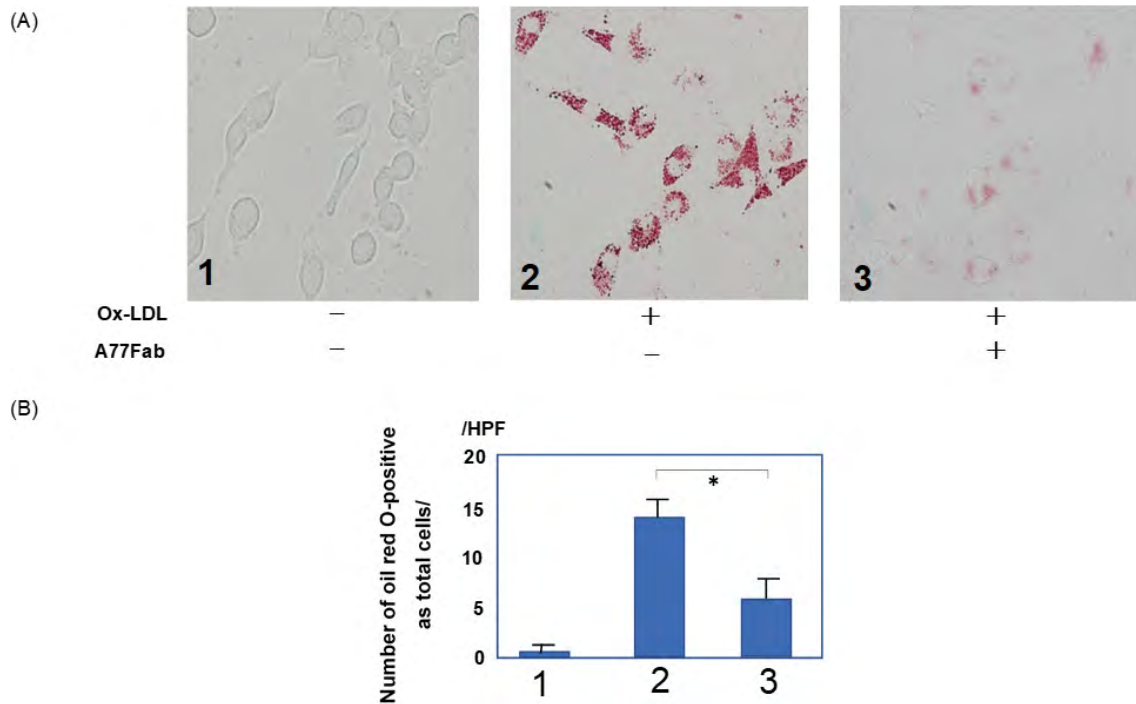 (A)
1 2 3
Ox-LDL − + +
A77Fab − − +
(B)
/HPF
Number of oil red O-positive
as total cells/
20
15
10
5
0
*
1 2 3